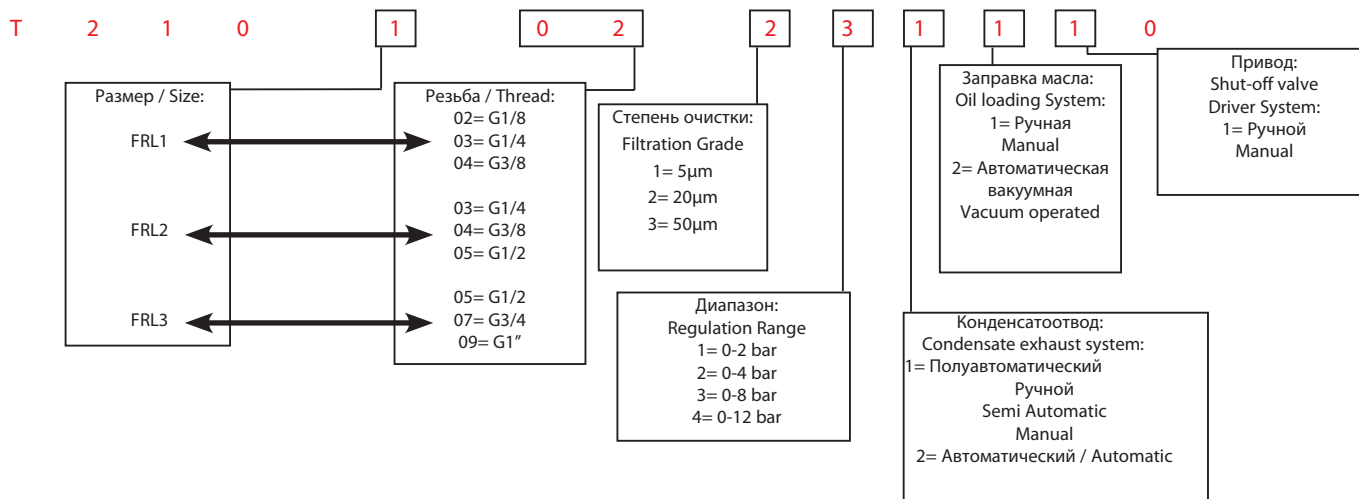 T 2 1 0 1 0 2 2 3 1 1 1 0
Размер / Size:
FRL1
FRL2
FRL3
Резьба / Thread:
02= G1/8
03= G1/4
04= G3/8
03= G1/4
04= G3/8
05= G1/2
05= G1/2
07= G3/4
09= G1”
Степень очистки:
Filtration Grade
1= 5µm
2= 20µm
3= 50µm
Диапазон:
Regulation Range
1= 0-2 bar
2= 0-4 bar
3= 0-8 bar
4= 0-12 bar
Заправка масла:
Oil loading System:
1= Ручная
Manual
2= Автоматическая
вакуумная
Vacuum operated
Конденсатоотвод:
Condensate exhaust system:
1= Полуавтоматический
Ручной
Semi Automatic
Manual
2= Автоматический / Automatic
Привод:
Shut-off valve
Driver System:
1= Ручной
Manual